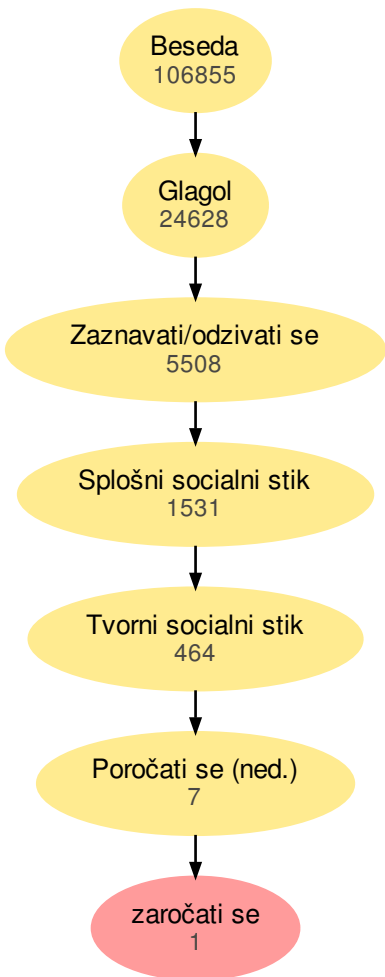 Beseda
106855
Glagol
24628
Zaznavati/odzivati se
5508
Splošni socialni stik
1531
Tvorni socialni stik
464
Poročati se (ned.)
7
zaročati se
1